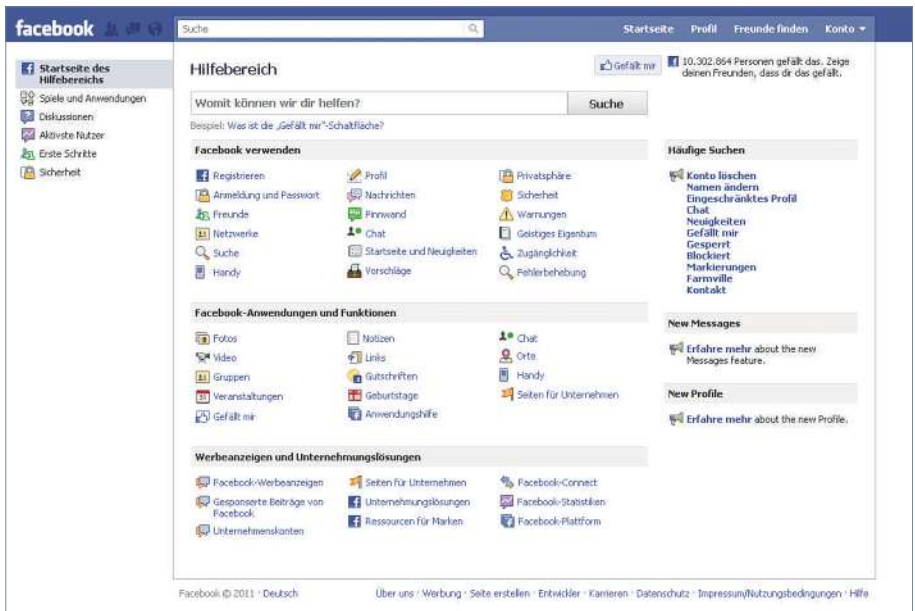 facebook
Suche
Startseite Profil Freunde finden Konto
Startseite des
Hilfebereichs
Spiele und Anwendungen
Diskussionen
Aktivste Nutzer
Erste Schritte
Sicherheit
Hilfebereich
Gefällt mir
10.302.864 Personen gefällt das. Zeige
deinen Freunden, dass dir das gefällt.
Womit können wir dir helfen?
Suche
Beispiel: Was ist die „Gefällt mir"-Schaltfläche?
Facebook verwenden
Registrieren
Anmeldung und Passwort
Freunde
Netzwerke
Suche
Handy
Profil
Nachrichten
Pinnwand
Chat
Startseite und Neuigkeiten
Vorschläge
Privatsphäre
Sicherheit
Warnungen
Geistiges Eigentum
Zugänglichkeit
Fehlerbehebung
Facebook-Anwendungen und Funktionen
Fotos
Video
Gruppen
Veranstaltungen
Gefällt mir
Notizen
Links
Gutschriften
Geburtstage
Anwendungshilfe
Chat
Orte
Handy
Seiten für Unternehmen
Werbeanzeigen und Unternehmungslösungen
Facebook-Werbeanzeigen
Gesponserte Beiträge von
Facebook
Unternehmenskonten
Seiten für Unternehmen
Unternehmungslösungen
Ressourcen für Marken
Facebook-Connect
Facebook-Statistiken
Facebook-Plattform
Häufige Suchen
Konto löschen
Namen ändern
Eingeschränktes Profil
Chat
Neuigkeiten
Gefällt mir
Gesperrt
Blockiert
Markierungen
Farmville
Kontakt
New Messages
Erfahre mehr about the new
Messages feature.
New Profile
Erfahre mehr about the new Profile.
Facebook © 2011 · Deutsch
Über uns · Werbung · Seite erstellen · Entwickler · Karrieren · Datenschutz · Impressum/Nutzungsbedingungen · Hilfe